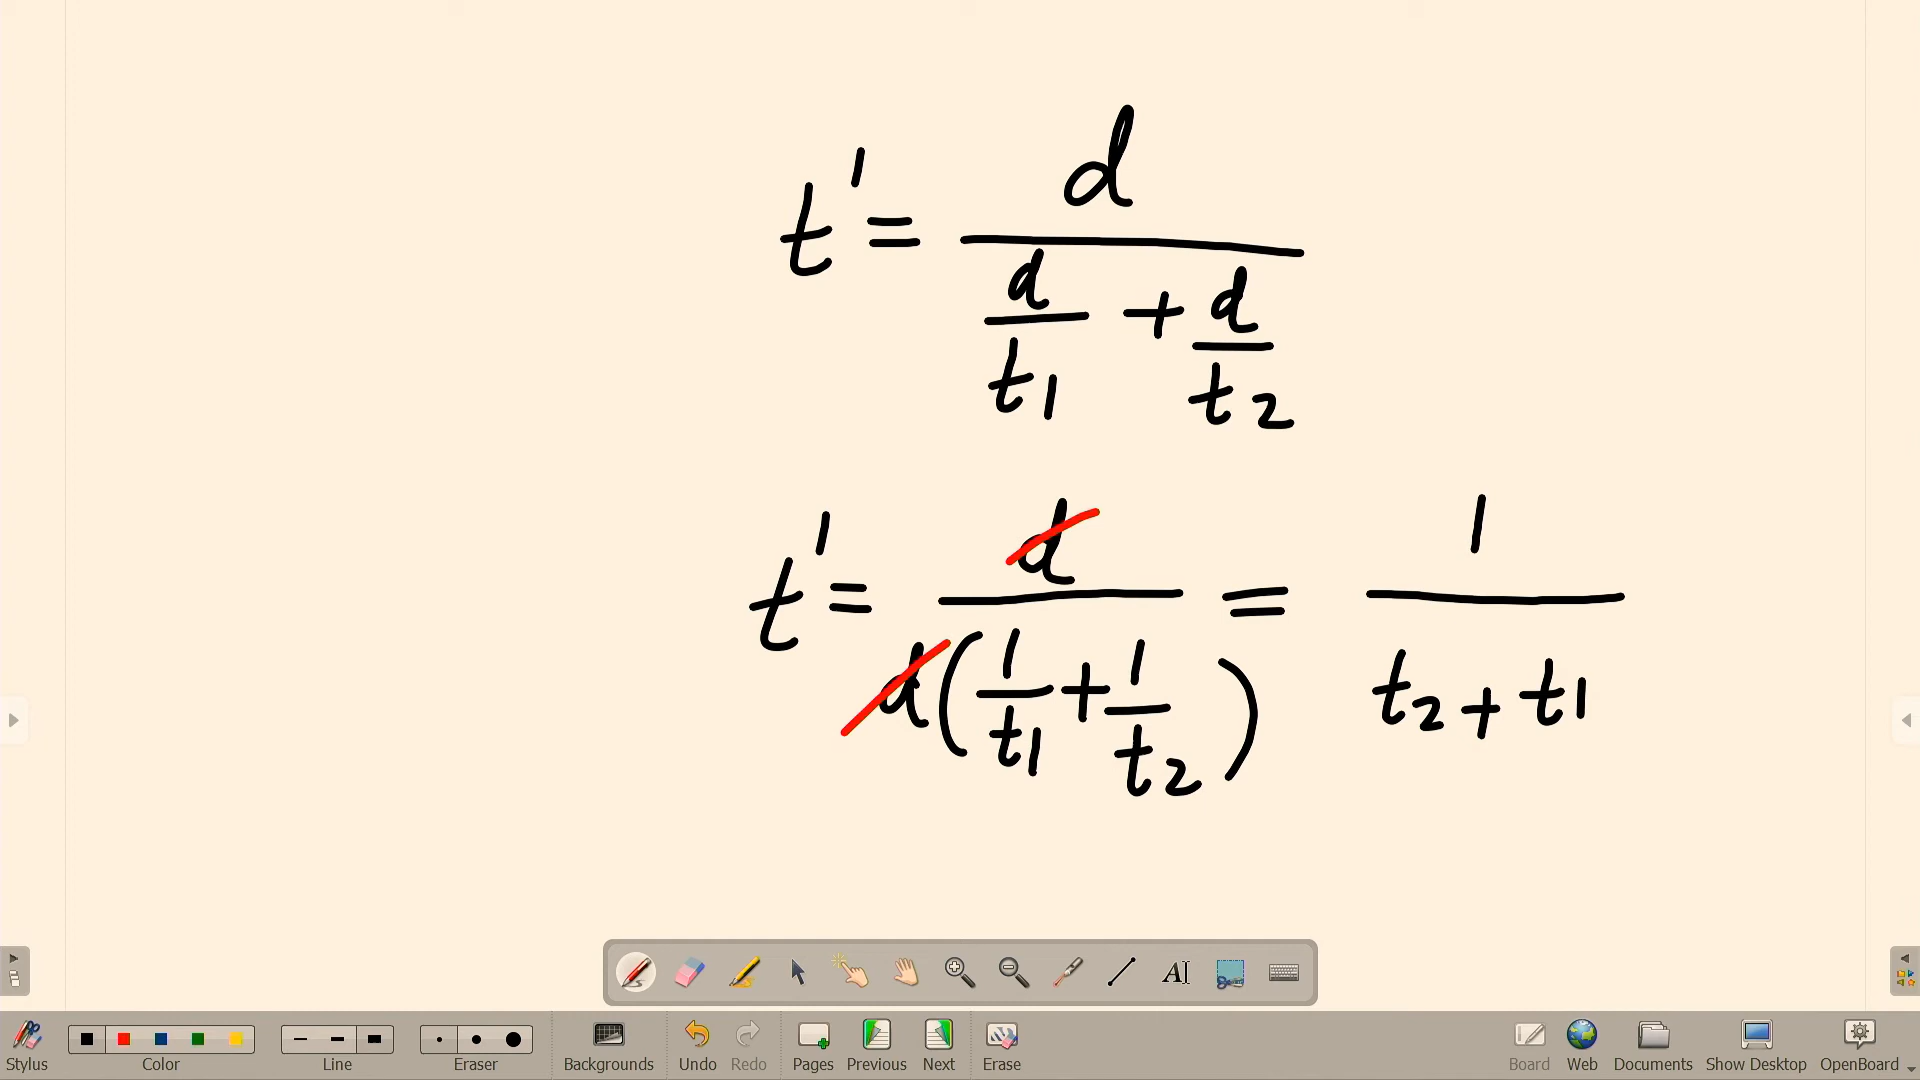 t' = d / (d/t1 + d/t2)
t' = d / d(1/t1 + 1/t2) = 1 / t2 + t1
AI
Stylus Color Line Eraser Backgrounds Undo Redo Pages Previous Next Erase Board Web Documents Show Desktop OpenBoard